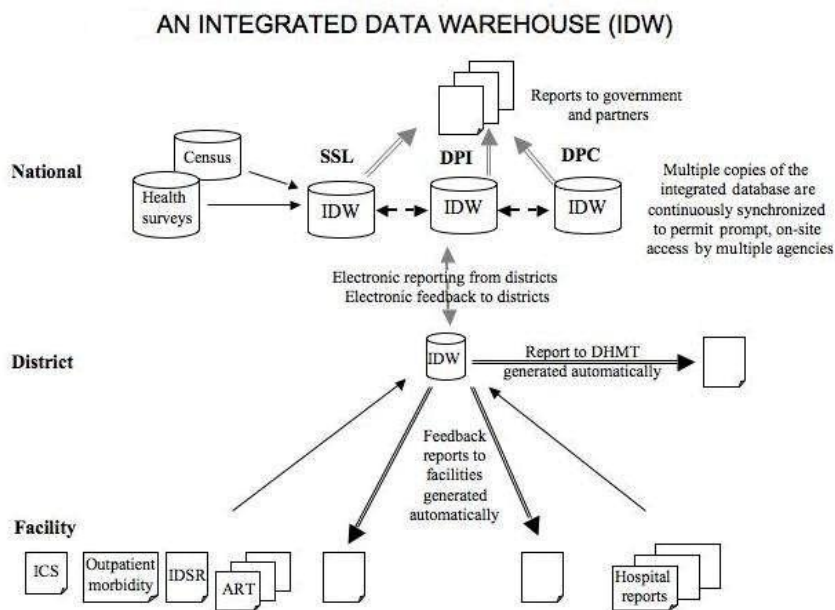 AN INTEGRATED DATA WAREHOUSE (IDW)
Reports to government
and partners
SSL
DPI
DPC
National
Census
Health
surveys
IDW
IDW
IDW
Multiple copies of the
integrated database are
continuously synchronized
to permit prompt, on-site
access by multiple agencies
Electronic reporting from districts
Electronic feedback to districts
District
IDW
Report to DHMT
generated automatically
Feedback
reports to
facilities
generated
automatically
Facility
ICS
Outpatient
morbidity
IDSR
ART
Hospital
reports